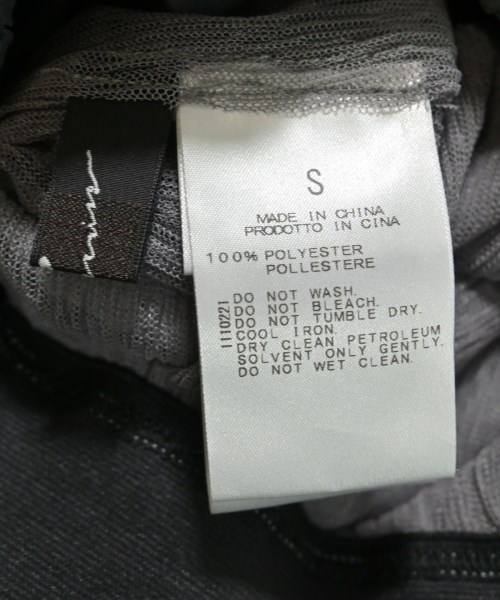 S
MADE IN CHINA
PRODOTTO IN CINA
100% POLYESTER
POLLESTERE
1110221
DO NOT WASH.
DO NOT BLEACH.
DO NOT TUMBLE DRY.
COOL IRON.
DRY CLEAN PETROLEUM
SOLVENT ONLY GENTLY.
DO NOT WET CLEAN.